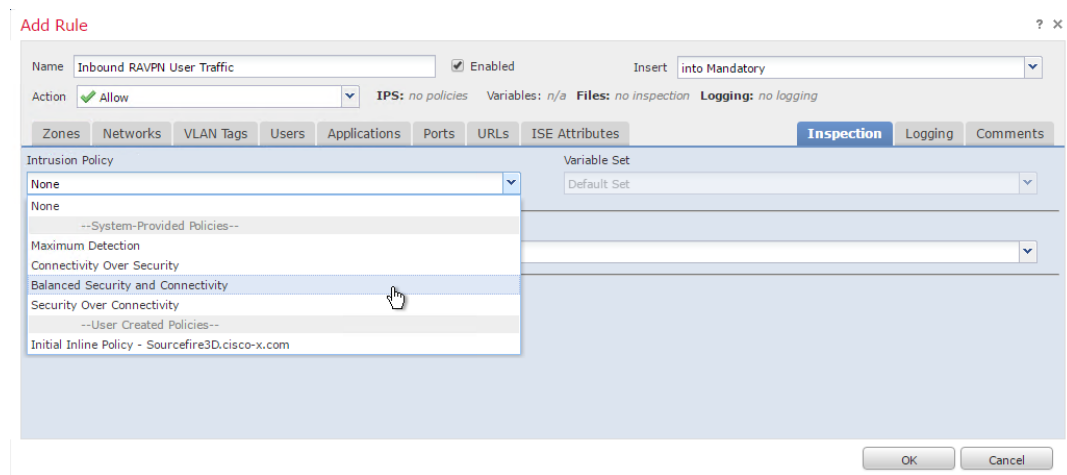 Add Rule ? ×
Name Inbound RAVPN User Traffic Enabled Insert into Mandatory
Action Allow IPS: no policies Variables: n/a Files: no inspection Logging: no logging
Zones Networks VLAN Tags Users Applications Ports URLs ISE Attributes Inspection Logging Comments
Intrusion Policy Variable Set
None Default Set
None
--System-Provided Policies--
Maximum Detection
Connectivity Over Security
Balanced Security and Connectivity
Security Over Connectivity
--User Created Policies--
Initial Inline Policy - Sourcefire3D.cisco-x.com
OK Cancel